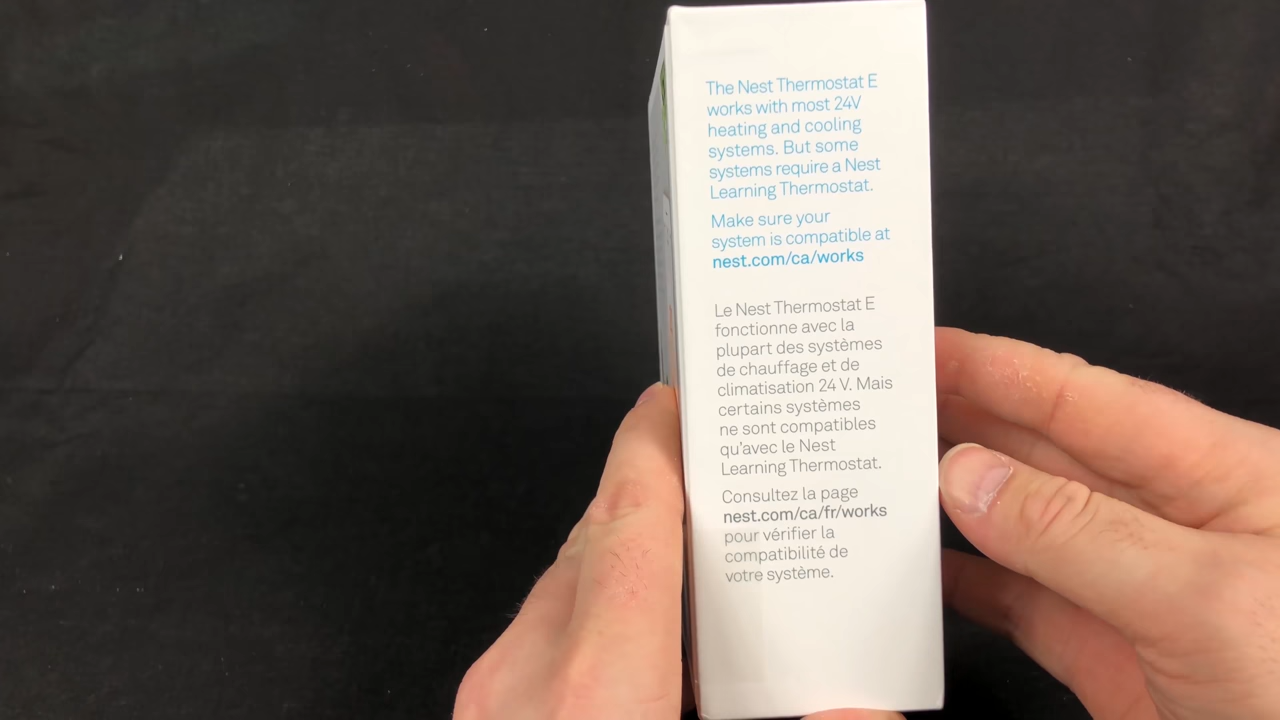 The Nest Thermostat E
works with most 24V
heating and cooling
systems. But some
systems require a Nest
Learning Thermostat.
Make sure your
system is compatible at
nest.com/ca/works
Le Nest Thermostat E
fonctionne avec la
plupart des systèmes
de chauffage et de
climatisation 24 V. Mais
certains systèmes
ne sont compatibles
qu'avec le Nest
Learning Thermostat.
Consultez la page
nest.com/ca/fr/works
pour vérifier la
compatibilité de
votre système.